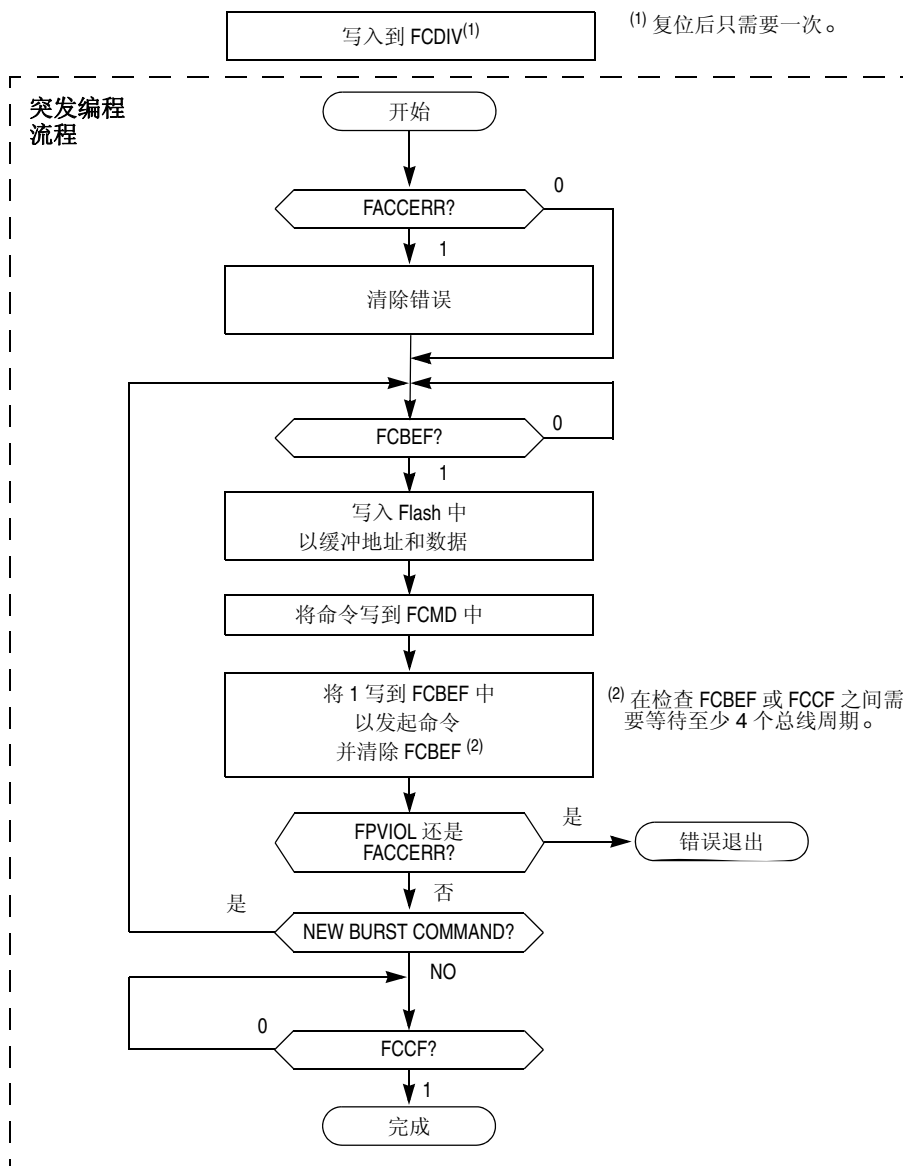 写入到 FCDIV(1)
(1) 复位后只需要一次。
突发编程
流程
开始
FACCERR?
0
1
清除错误
FCBEF?
0
1
写入 Flash 中
以缓冲地址和数据
将命令写到 FCMD 中
将 1 写到 FCBEF 中
以发起命令
并清除 FCBEF (2)
(2) 在检查 FCBEF 或 FCCF 之间需
要等待至少 4 个总线周期。
FPVIOL 还是
FACCERR?
是
错误退出
否
是
NEW BURST COMMAND?
NO
0
FCCF?
1
完成